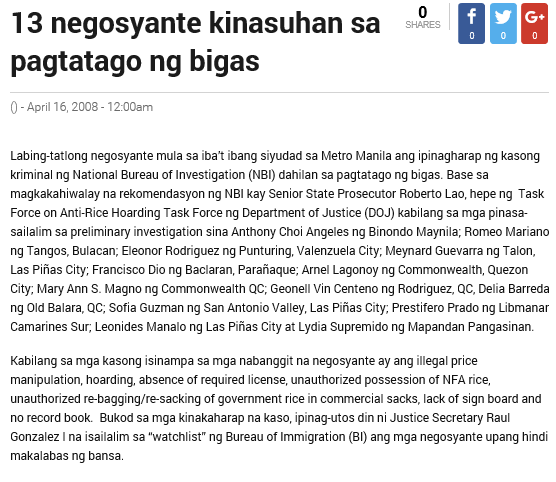 13 negosyante kinasuhan sa
pagtatago ng bigas
0
SHARES
0
0
0
() - April 16, 2008 - 12:00am
Labing-tatlong negosyante mula sa iba't ibang siyudad sa Metro Manila ang ipinagharap ng kasong
kriminal ng National Bureau of Investigation (NBI) dahilan sa pagtatago ng bigas. Base sa
magkakahiwalay na rekomendasyon ng NBI kay Senior State Prosecutor Roberto Lao, hepe ng Task
Force on Anti-Rice Hoarding Task Force ng Department of Justice (DOJ) kabilang sa mga pinasa-
sailalim sa preliminary investigation sina Anthony Choi Angeles ng Binondo Maynila; Romeo Mariano
ng Tangos, Bulacan; Eleonor Rodriguez ng Punturing, Valenzuela City; Meynard Guevarra ng Talon,
Las Piñas City; Francisco Dio ng Baclaran, Parañaque; Arnel Lagonoy ng Commonwealth, Quezon
City; Mary Ann S. Magno ng Commonwealth QC; Geonell Vin Centeno ng Rodriguez, QC, Delia Barreda
ng Old Balara, QC; Sofia Guzman ng San Antonio Valley, Las Piñas City; Prestifero Prado ng Libmanan
Camarines Sur; Leonides Manalo ng Las Piñas City at Lydia Supremido ng Mapandan Pangasinan.
Kabilang sa mga kasong isinampa sa mga nabanggit na negosyante ay ang illegal price
manipulation, hoarding, absence of required license, unauthorized possession of NFA rice,
unauthorized re-bagging/re-sacking of government rice in commercial sacks, lack of sign board and
no record book. Bukod sa mga kinakaharap na kaso, ipinag-utos din ni Justice Secretary Raul
Gonzalez I na isailalim sa “watchlist” ng Bureau of Immigration (BI) ang mga negosyante upang hindi
makalabas ng bansa.